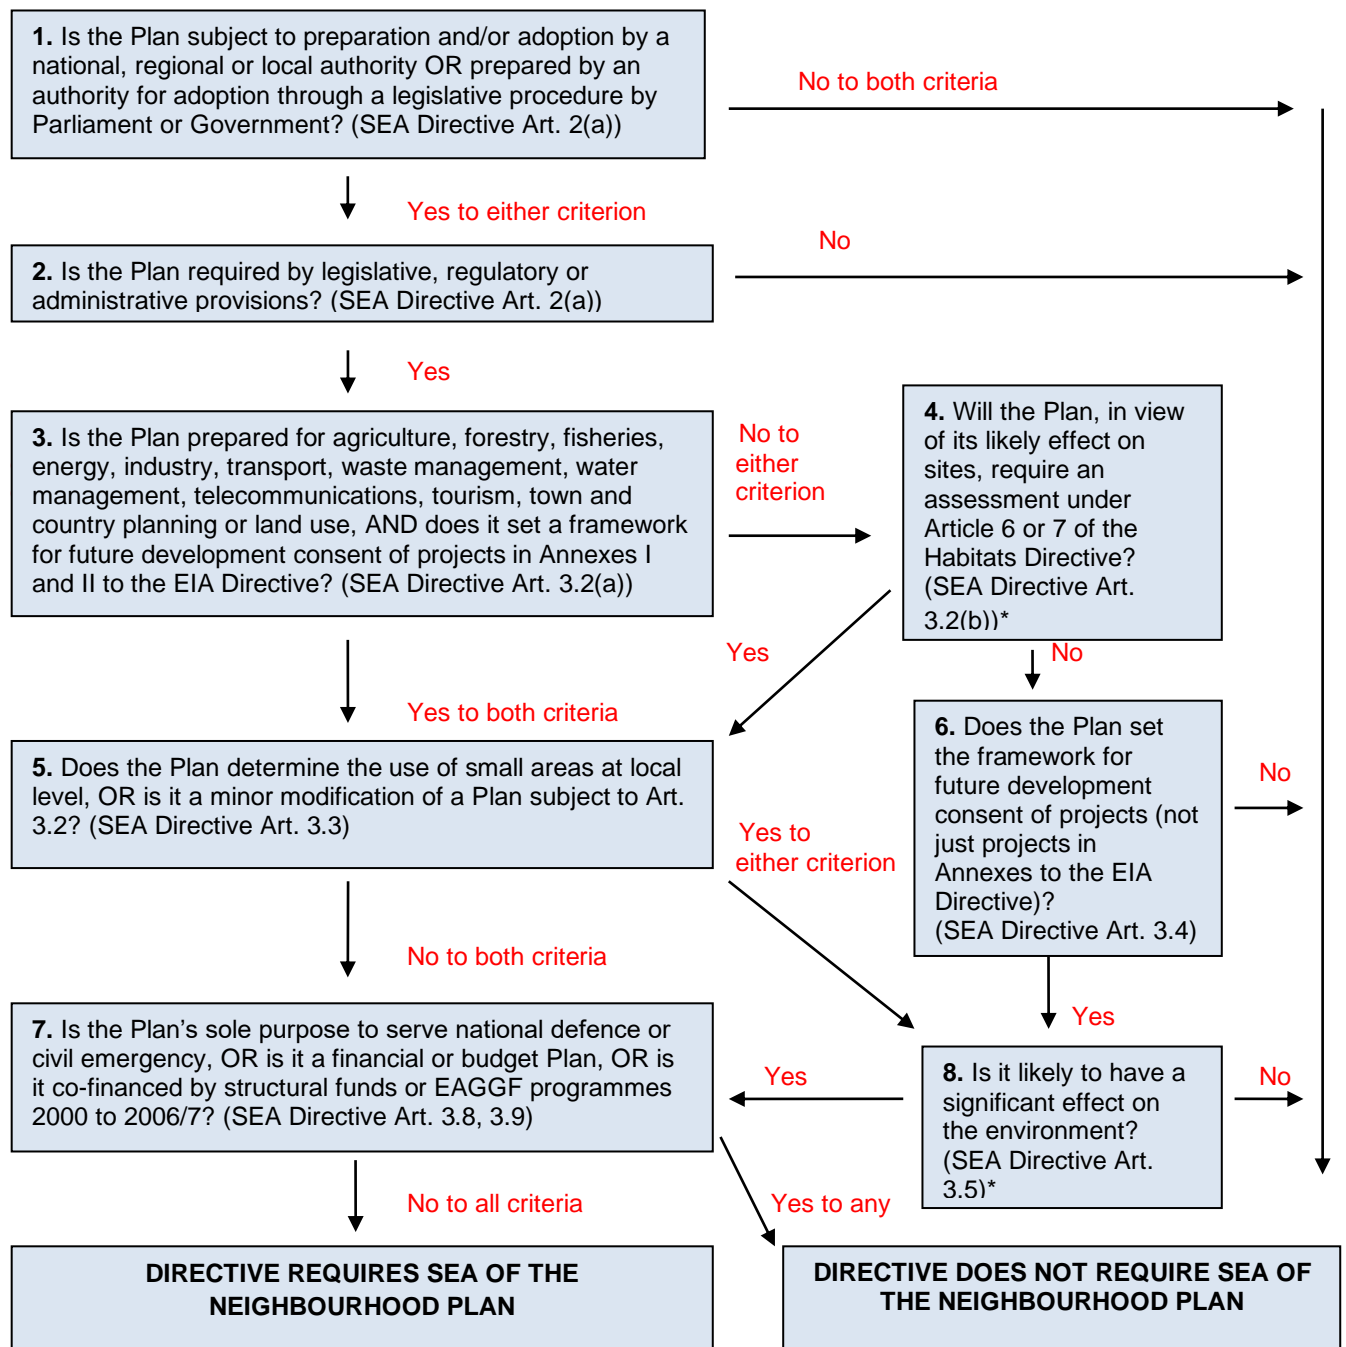 1. Is the Plan subject to preparation and/or adoption by a
national, regional or local authority OR prepared by an
authority for adoption through a legislative procedure by
Parliament or Government? (SEA Directive Art. 2(a))
No to both criteria
Yes to either criterion
No
2. Is the Plan required by legislative, regulatory or
administrative provisions? (SEA Directive Art. 2(a))
Yes
3. Is the Plan prepared for agriculture, forestry, fisheries,
energy, industry, transport, waste management, water
management, telecommunications, tourism, town and
country planning or land use, AND does it set a framework
for future development consent of projects in Annexes I
and II to the EIA Directive? (SEA Directive Art. 3.2(a))
No to
either
criterion
4. Will the Plan, in view
of its likely effect on
sites, require an
assessment under
Article 6 or 7 of the
Habitats Directive?
(SEA Directive Art.
3.2(b))*
Yes
No
Yes to both criteria
5. Does the Plan determine the use of small areas at local
level, OR is it a minor modification of a Plan subject to Art.
3.2? (SEA Directive Art. 3.3)
Yes to
either criterion
6. Does the Plan set
the framework for
future development
consent of projects (not
just projects in
Annexes to the EIA
Directive)?
(SEA Directive Art. 3.4)
No
No to both criteria
Yes
7. Is the Plan’s sole purpose to serve national defence or
civil emergency, OR is it a financial or budget Plan, OR is
it co-financed by structural funds or EAGGF programmes
2000 to 2006/7? (SEA Directive Art. 3.8, 3.9)
Yes
8. Is it likely to have a
significant effect on
the environment?
(SEA Directive Art.
3.5)*
No
No to all criteria
Yes to any
DIRECTIVE REQUIRES SEA OF THE
NEIGHBOURHOOD PLAN
DIRECTIVE DOES NOT REQUIRE SEA OF
THE NEIGHBOURHOOD PLAN